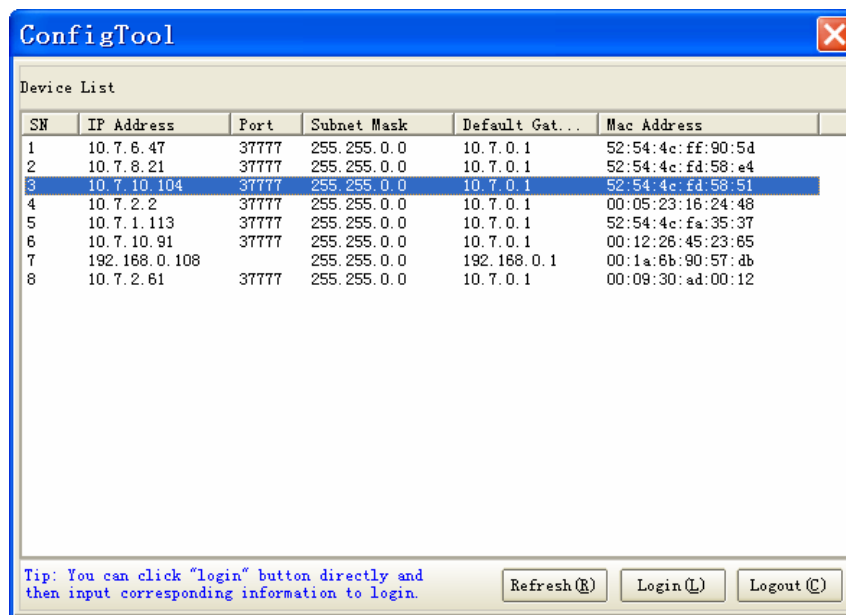 ConfigTool
Device List
SN IP Address Port Subnet Mask Default Gat... Mac Address
1 10.7.6.47 37777 255.255.0.0 10.7.0.1 52:54:4c:ff:90:5d
2 10.7.8.21 37777 255.255.0.0 10.7.0.1 52:54:4c:fd:58:e4
3 10.7.10.104 37777 255.255.0.0 10.7.0.1 52:54:4c:fd:58:51
4 10.7.2.2 37777 255.255.0.0 10.7.0.1 00:05:23:16:24:48
5 10.7.1.113 37777 255.255.0.0 10.7.0.1 52:54:4c:fa:35:37
6 10.7.10.91 37777 255.255.0.0 10.7.0.1 00:12:26:45:23:65
7 192.168.0.108 255.255.0.0 192.168.0.1 00:1a:6b:90:57:db
8 10.7.2.61 37777 255.255.0.0 10.7.0.1 00:09:30:ad:00:12
Tip: You can click "login" button directly and
then input corresponding information to login.
Refresh(R) Login(L) Logout(C)